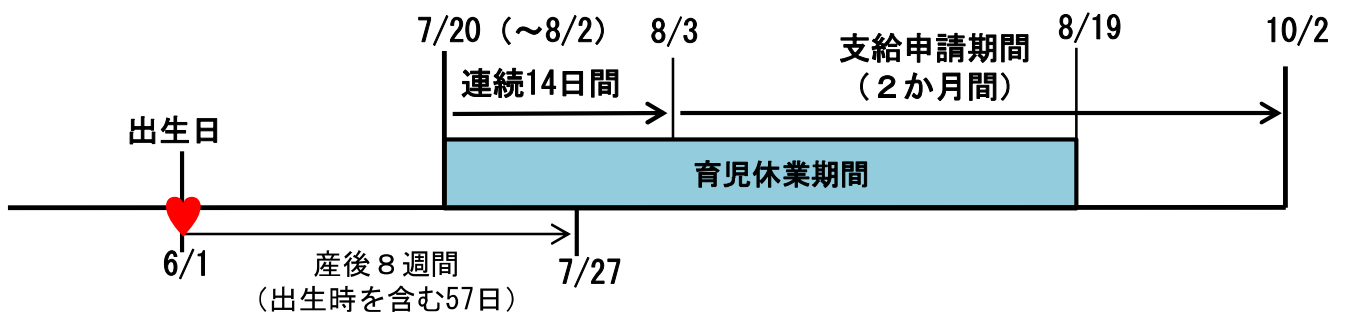 7/20（～8/2）
8/3
8/19
10/2
支給申請期間
（２か月間）
連続14日間
出生日
育児休業期間
6/1
産後８週間
（出生時を含む57日）
7/27